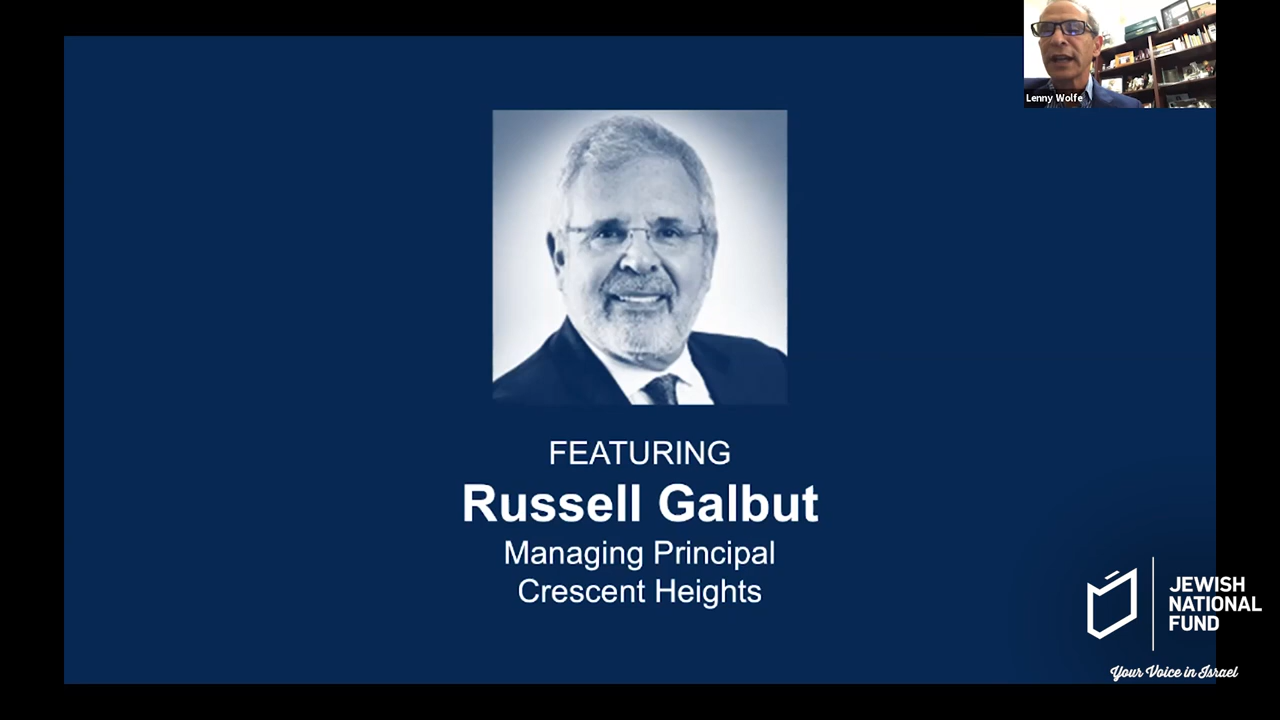 Lenny Wolfe
FEATURING
Russell Galbut
Managing Principal
Crescent Heights
JEWISH
NATIONAL
FUND
Your Voice in Israel